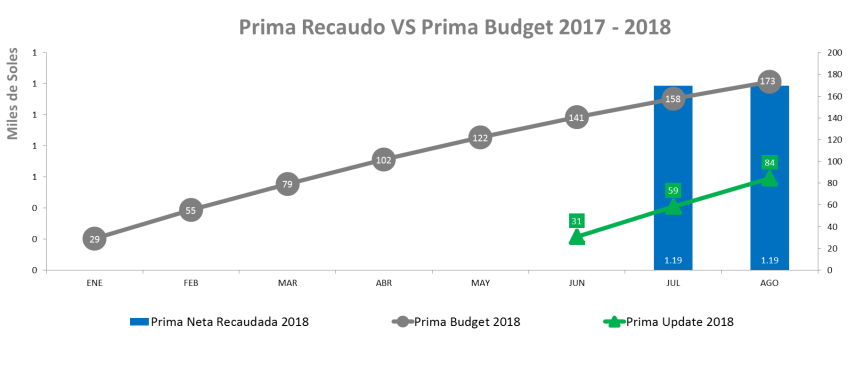 Prima Recaudo VS Prima Budget 2017 - 2018
Miles de Soles
1
1
1
1
1
0
0
0
200
180
160
140
120
100
80
60
40
20
0
29
55
79
102
122
141
158
173
31
59
84
1.19
1.19
ENE
FEB
MAR
ABR
MAY
JUN
JUL
AGO
Prima Neta Recaudada 2018
Prima Budget 2018
Prima Update 2018